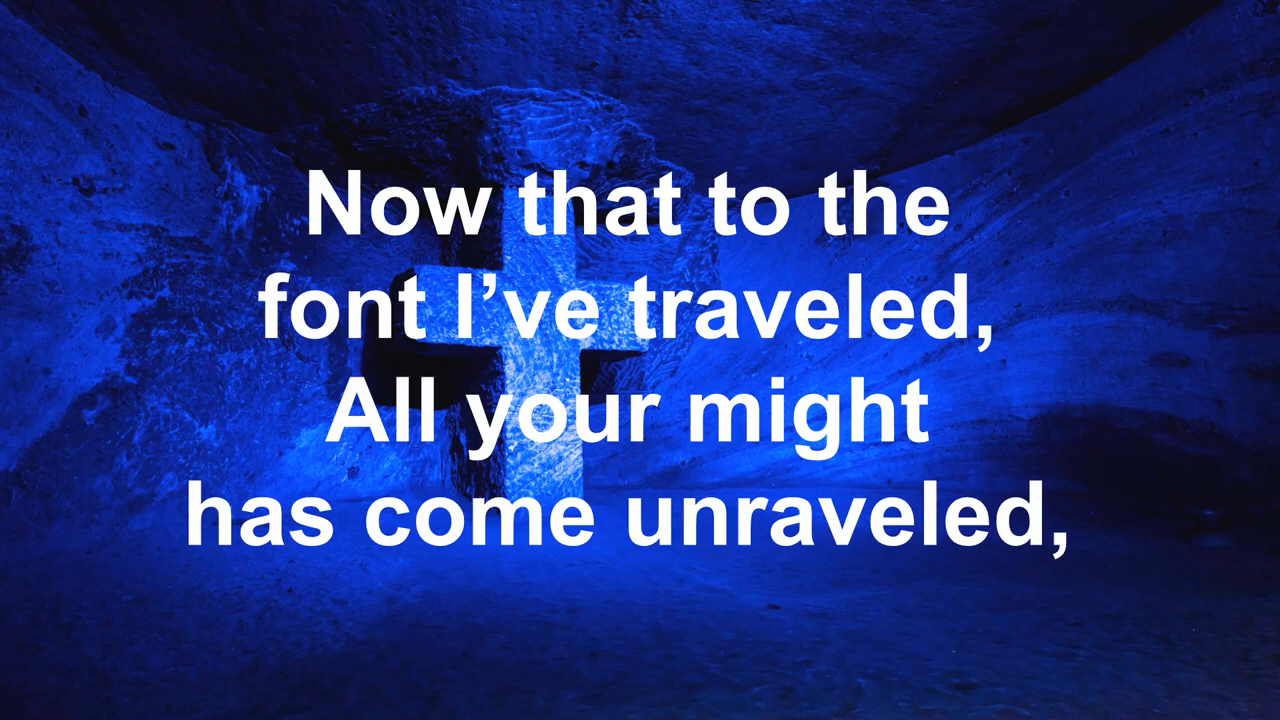 Now that to the
font I’ve traveled,
All your might
has come unraveled,